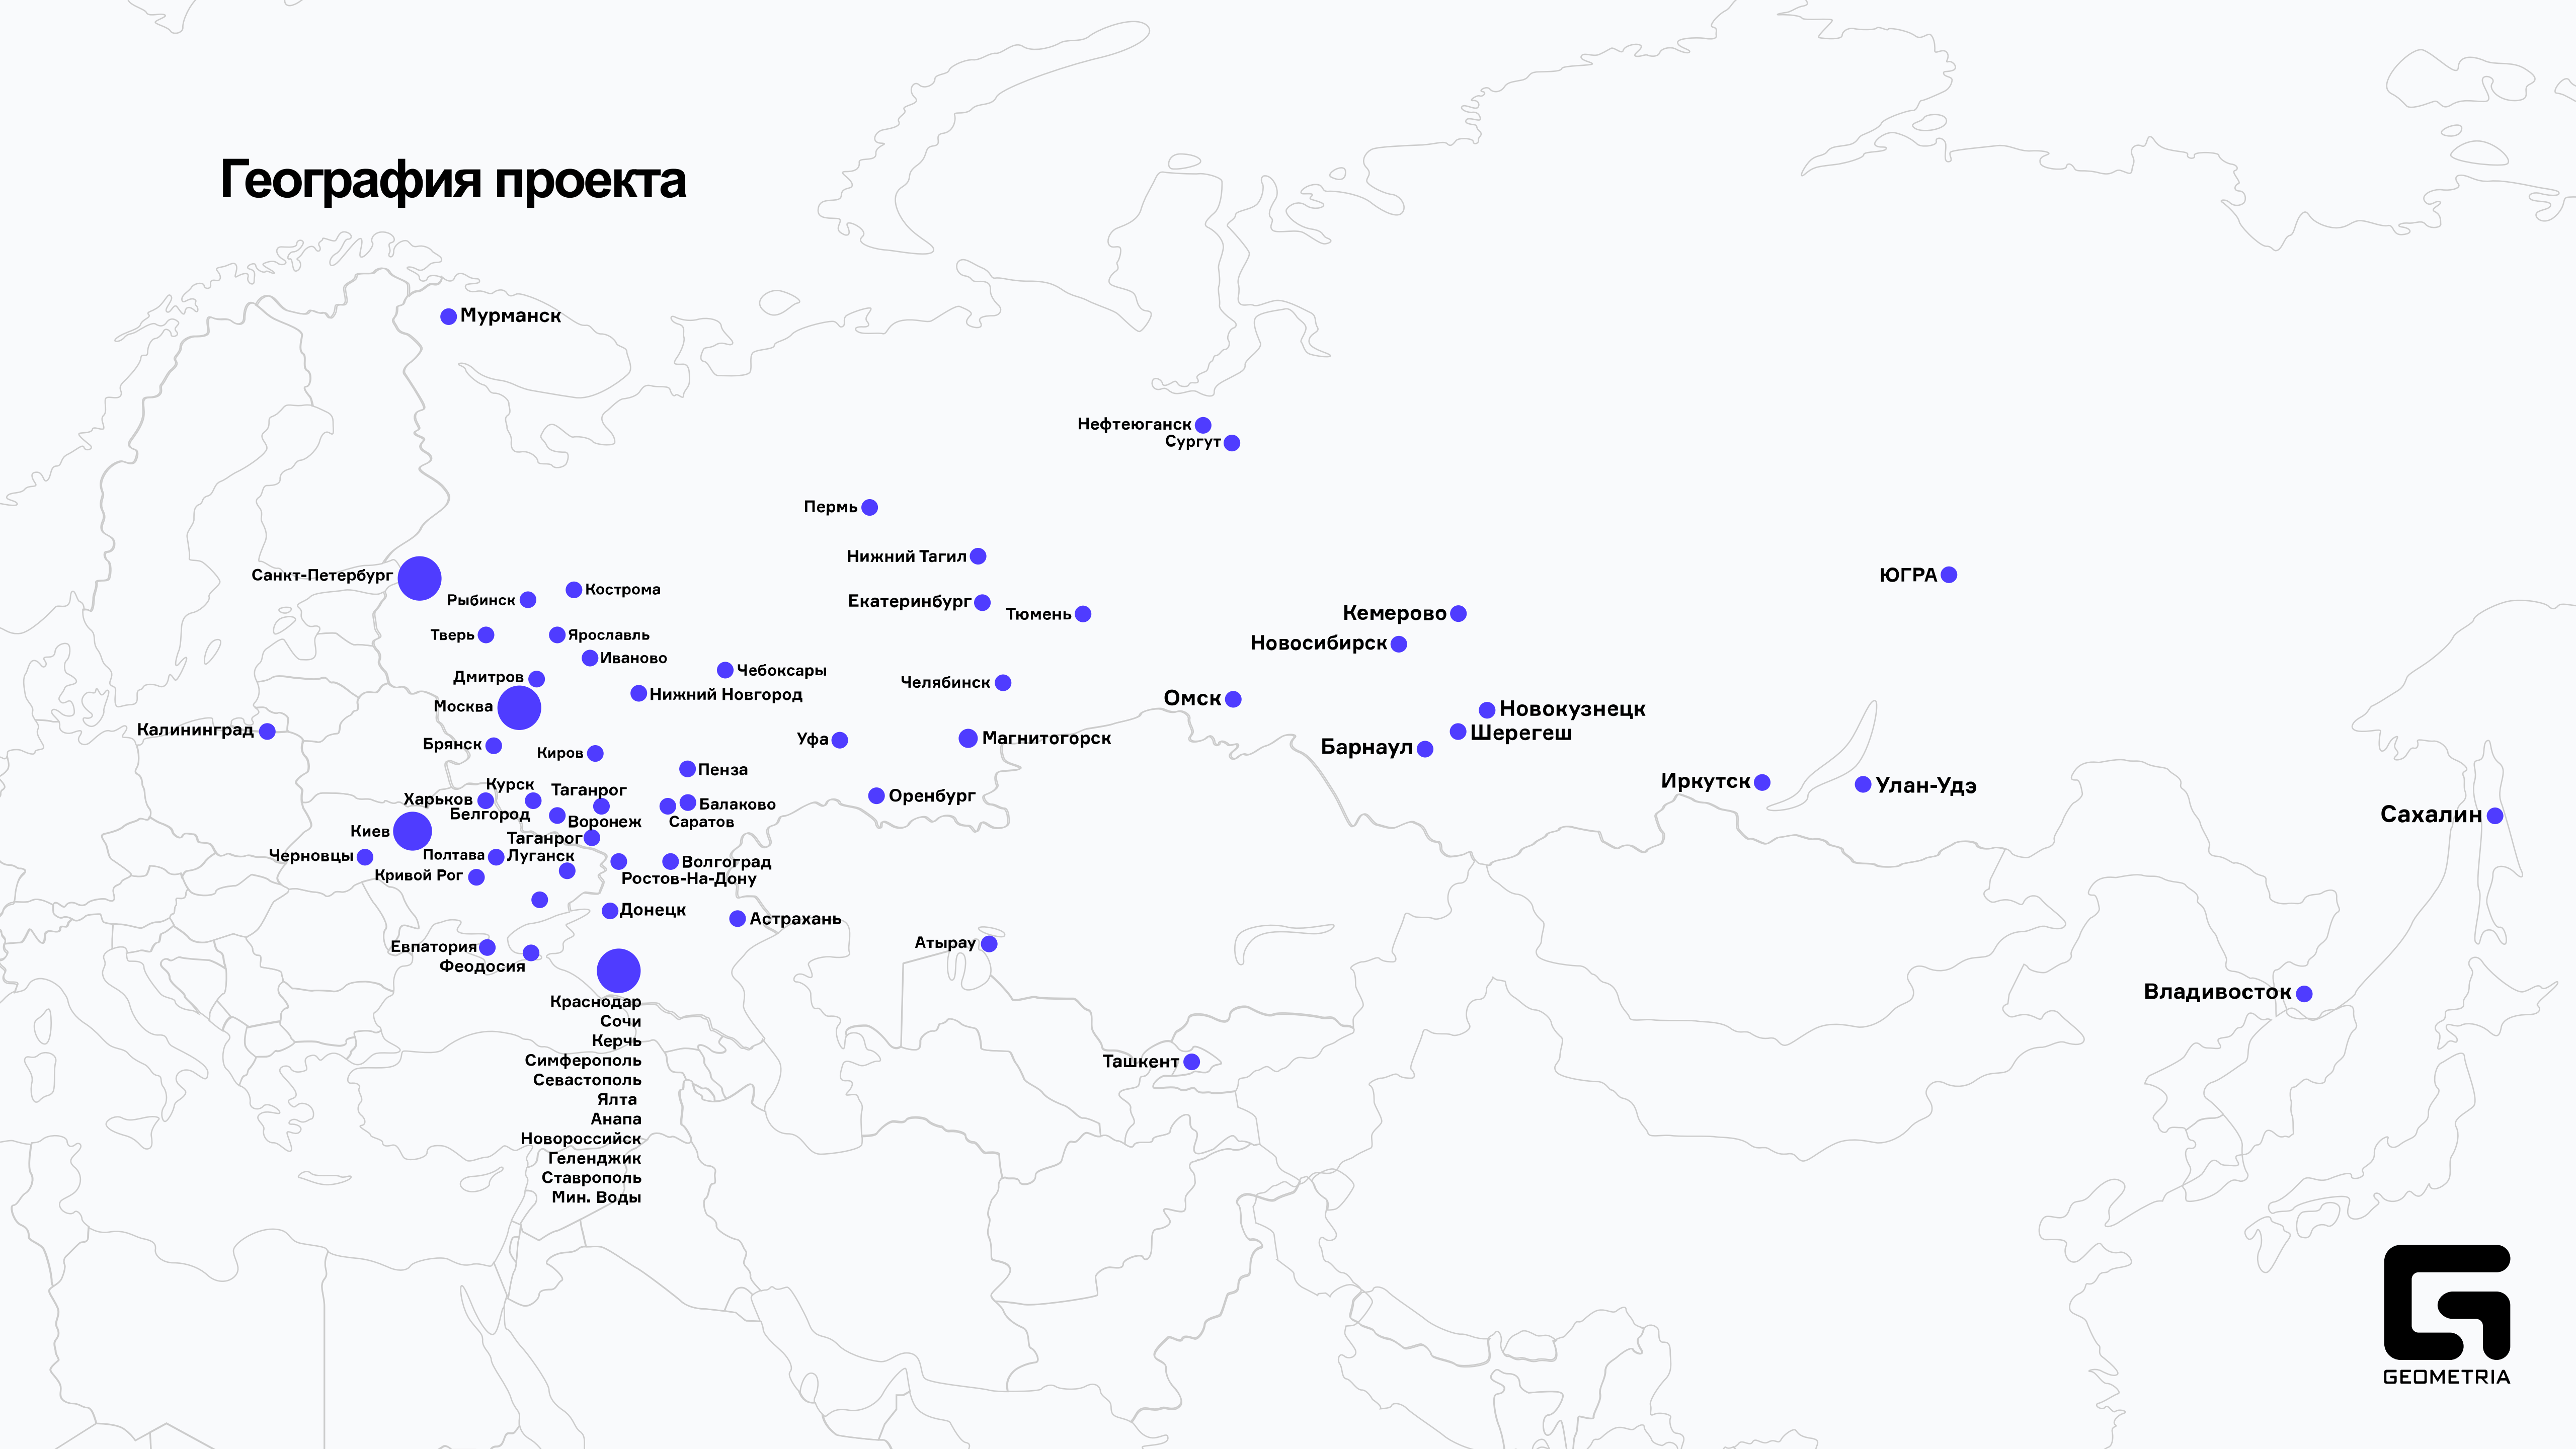 География проекта
Мурманск
Нефтеюганск
Сургут
Пермь
Нижний Тагил
Санкт-Петербург
ЮГРА
Кострома
Рыбинск
Екатеринбург
Тюмень
Кемерово
Тверь
Ярославль
Новосибирск
Иваново
Чебоксары
Дмитров
Челябинск
Нижний Новгород
Омск
Москва
Новокузнецк
Калининград
Шерегеш
Уфа
Магнитогорск
Брянск
Барнаул
Киров
Пенза
Иркутск
Улан-Удэ
Курск
Таганрог
Оренбург
Харьков
Балаково
Белгород
Сахалин
Воронеж
Саратов
Киев
Таганрог
Черновцы
Полтава
Луганск
Волгоград
Кривой Рог
Ростов-На-Дону
Донецк
Астрахань
Атырау
Евпатория
Феодосия
Владивосток
Краснодар
Сочи
Керчь
Симферополь
Севастополь
Ялта
Анапа
Новороссийск
Геленджик
Ставрополь
Мин. Воды
Ташкент
GEOMETRIA